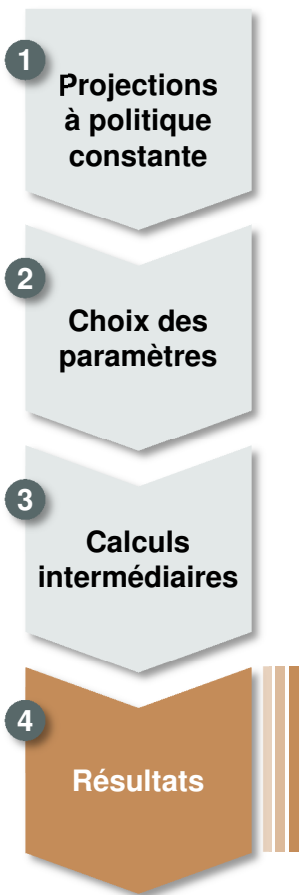 1
Projections
à politique
constante
2
Choix des
paramètres
3
Calculs
intermédiaires
4
Résultats